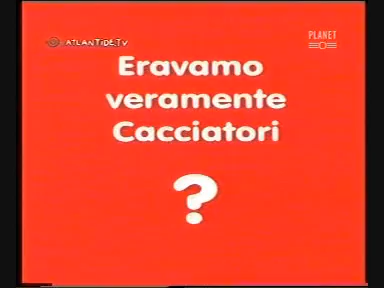 ATLANTIDE.TV
PLANET
Eravamo
veramente
Cacciatori
?